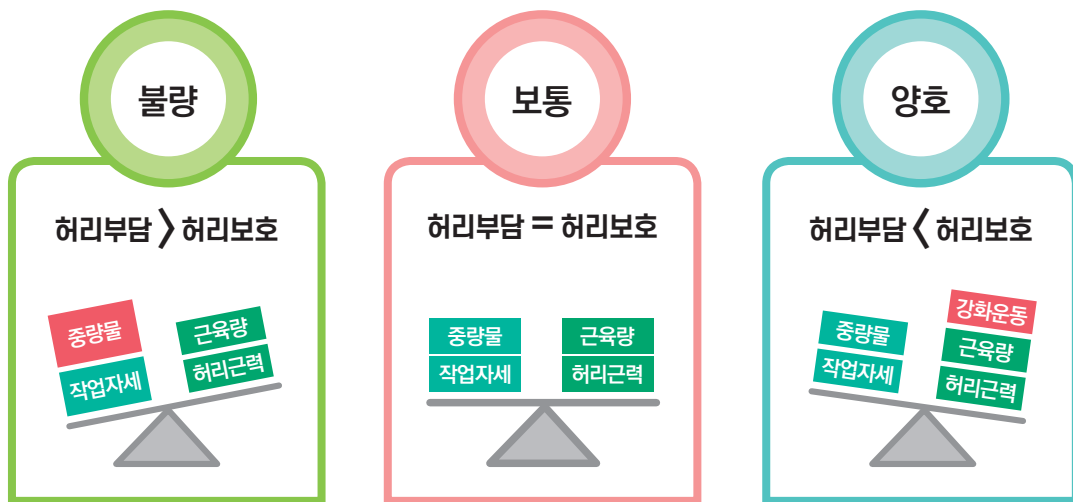 불량
허리부담 > 허리보호
중량물
작업자세
근육량
허리근력
보통
허리부담 = 허리보호
중량물
작업자세
근육량
허리근력
양호
허리부담 < 허리보호
중량물
작업자세
강화운동
근육량
허리근력